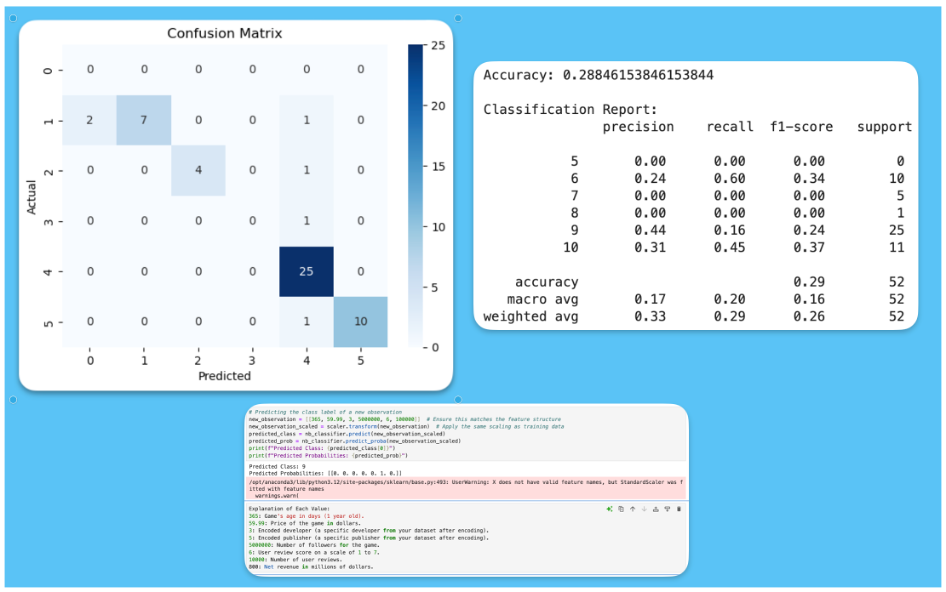 Confusion Matrix
0 0 0 0 0 0 0
1 2 7 0 0 1 0
2 0 0 4 0 1 0
3 0 0 0 0 1 0
4 0 0 0 0 25 0
5 0 0 0 0 1 10
0 1 2 3 4 5
Actual
Predicted
25
20
15
10
5
0
Accuracy: 0.28846153846153844
Classification Report:
precision recall f1-score support
5 0.00 0.00 0.00 0
6 0.24 0.60 0.34 10
7 0.00 0.00 0.00 5
8 0.00 0.00 0.00 1
9 0.44 0.16 0.24 25
10 0.31 0.45 0.37 11
accuracy 0.29 52
macro avg 0.17 0.20 0.16 52
weighted avg 0.33 0.29 0.26 52
# Predicting the class label of a new observation
new_observation = [[365, 59.99, 3, 5000000, 6, 100000]] # Ensure this matches the feature structure
new_observation_scaled = scaler.transform(new_observation) # Apply the same scaling as training data
predicted_class = nb_classifier.predict(new_observation_scaled)
predicted_prob = nb_classifier.predict_proba(new_observation_scaled)
print(f"Predicted Class: {predicted_class[0]}")
print(f"Predicted Probabilities: {predicted_prob}")
Predicted Class: 9
Predicted Probabilities: [[0. 0. 0. 0. 1. 0.]]
/opt/anaconda3/lib/python3.12/site-packages/sklearn/base.py:493: UserWarning: X does not have valid feature names, but StandardScaler was f
itted with feature names
warnings.warn(
Explanation of Each Value:
365: Game's age in days (1 year old).
59.99: Price of the game in dollars.
3: Encoded developer (a specific developer from your dataset after encoding).
5: Encoded publisher (a specific publisher from your dataset after encoding).
5000000: Number of followers for the game.
6: User review score on a scale of 1 to 7.
10000: Number of user reviews.
800: Net revenue in millions of dollars.